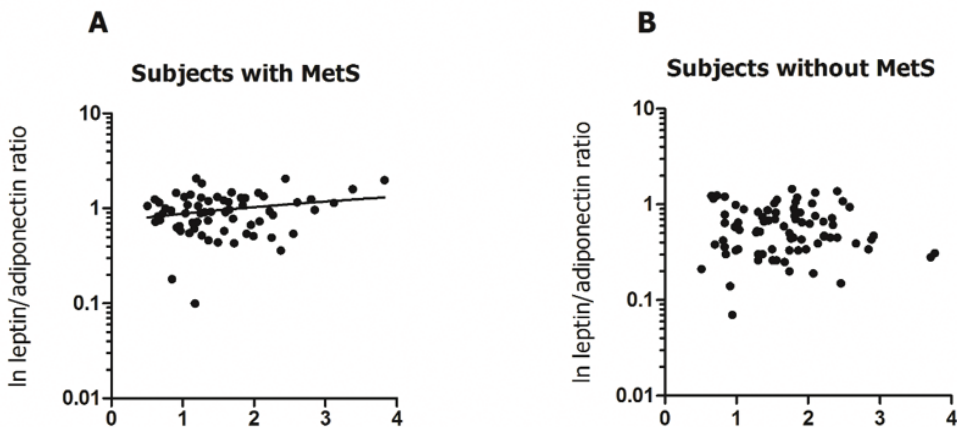 A
B
Subjects with MetS
Subjects without MetS
ln leptin/adiponectin ratio
10
1
0.1
0.01
0 1 2 3 4
ln leptin/adiponectin ratio
10
1
0.1
0.01
0 1 2 3 4